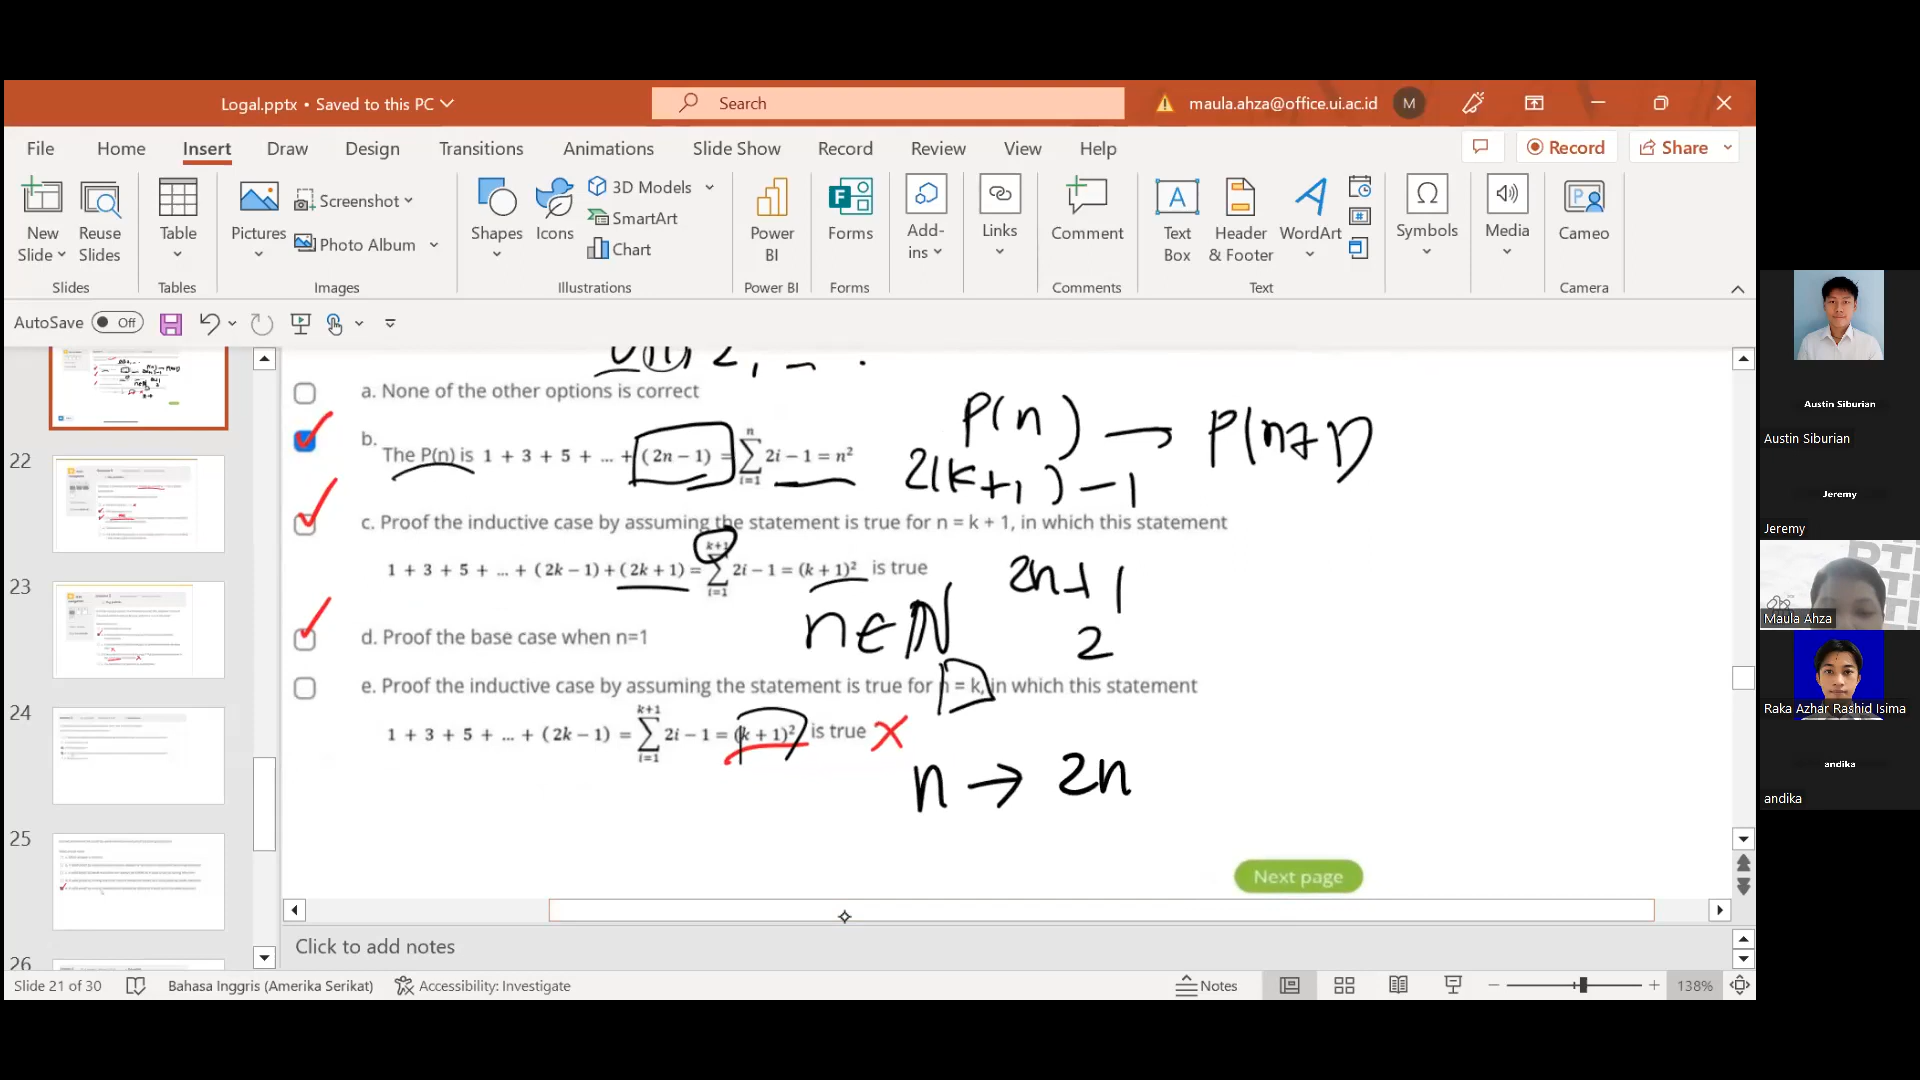 Logal.pptx • Saved to this PC
Search
maula.ahza@office.ui.ac.id
M
File Home Insert Draw Design Transitions Animations Slide Show Record Review View Help
Record Share
New Slide
Reuse Slides
Table
Pictures
Screenshot
Photo Album
Shapes
Icons
3D Models
SmartArt
Chart
Power BI
Forms
Add-ins
Links
Comment
Text Box
Header & Footer
WordArt
Symbols
Media
Cameo
Slides Tables Images Illustrations Power BI Forms Comments Text Camera
AutoSave Off
a. None of the other options is correct
P(n) → P(n+1)
b. The P(n) is 1 + 3 + 5 + ... + ( 2n − 1) = ∑ i=1 n 2i − 1 = n²
2(k+1) −1
c. Proof the inductive case by assuming the statement is true for n = k + 1, in which this statement
1 + 3 + 5 + ... + ( 2k − 1) + ( 2k + 1) = ∑ i=1 k+1 2i − 1 = (k + 1)² is true
2n+1
n∈ℕ
2
d. Proof the base case when n=1
e. Proof the inductive case by assuming the statement is true for n = k, in which this statement
1 + 3 + 5 + ... + ( 2k − 1) = ∑ i=1 k+1 2i − 1 = (k + 1)² is true
n → 2n
Next page
22
23
24
25
26
Click to add notes
Slide 21 of 30 Bahasa Inggris (Amerika Serikat) Accessibility: Investigate Notes 138%
Austin Siburian
Austin Siburian
Jeremy
Jeremy
Maula Ahza
Raka Azhar Rashid Isima
andika
andika